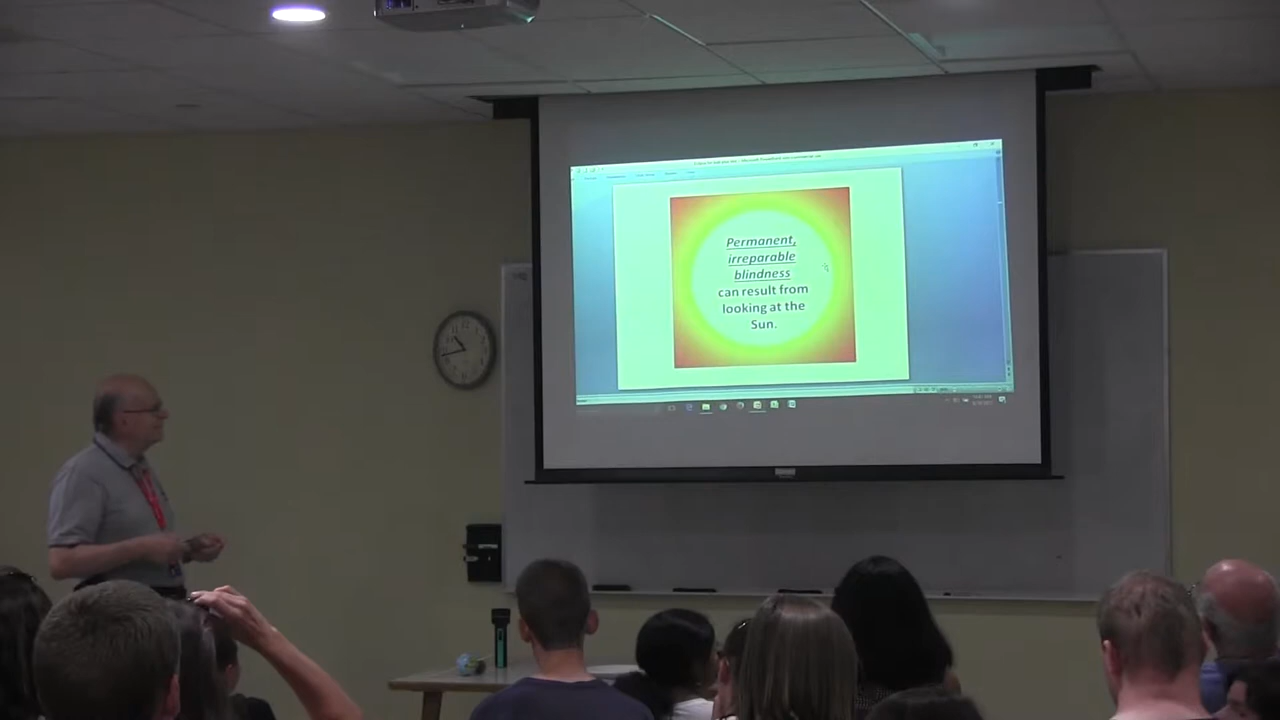 Permanent,
irreparable
blindness
can result from
looking at the
Sun.